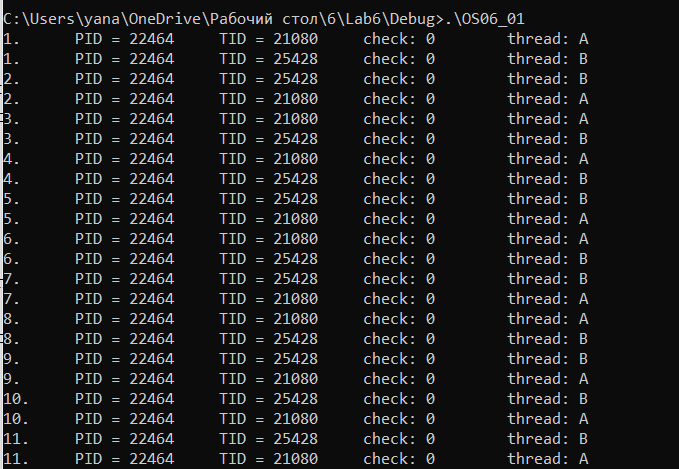 C:\Users\yana\OneDrive\Рабочий стол\6\Lab6\Debug>.\OS06_01
1. PID = 22464 TID = 21080 check: 0 thread: A
1. PID = 22464 TID = 25428 check: 0 thread: B
2. PID = 22464 TID = 25428 check: 0 thread: B
2. PID = 22464 TID = 21080 check: 0 thread: A
3. PID = 22464 TID = 21080 check: 0 thread: A
3. PID = 22464 TID = 25428 check: 0 thread: B
4. PID = 22464 TID = 21080 check: 0 thread: A
4. PID = 22464 TID = 25428 check: 0 thread: B
5. PID = 22464 TID = 25428 check: 0 thread: B
5. PID = 22464 TID = 21080 check: 0 thread: A
6. PID = 22464 TID = 21080 check: 0 thread: A
6. PID = 22464 TID = 25428 check: 0 thread: B
7. PID = 22464 TID = 25428 check: 0 thread: B
7. PID = 22464 TID = 21080 check: 0 thread: A
8. PID = 22464 TID = 21080 check: 0 thread: A
8. PID = 22464 TID = 25428 check: 0 thread: B
9. PID = 22464 TID = 25428 check: 0 thread: B
9. PID = 22464 TID = 21080 check: 0 thread: A
10. PID = 22464 TID = 25428 check: 0 thread: B
10. PID = 22464 TID = 21080 check: 0 thread: A
11. PID = 22464 TID = 25428 check: 0 thread: B
11. PID = 22464 TID = 21080 check: 0 thread: A